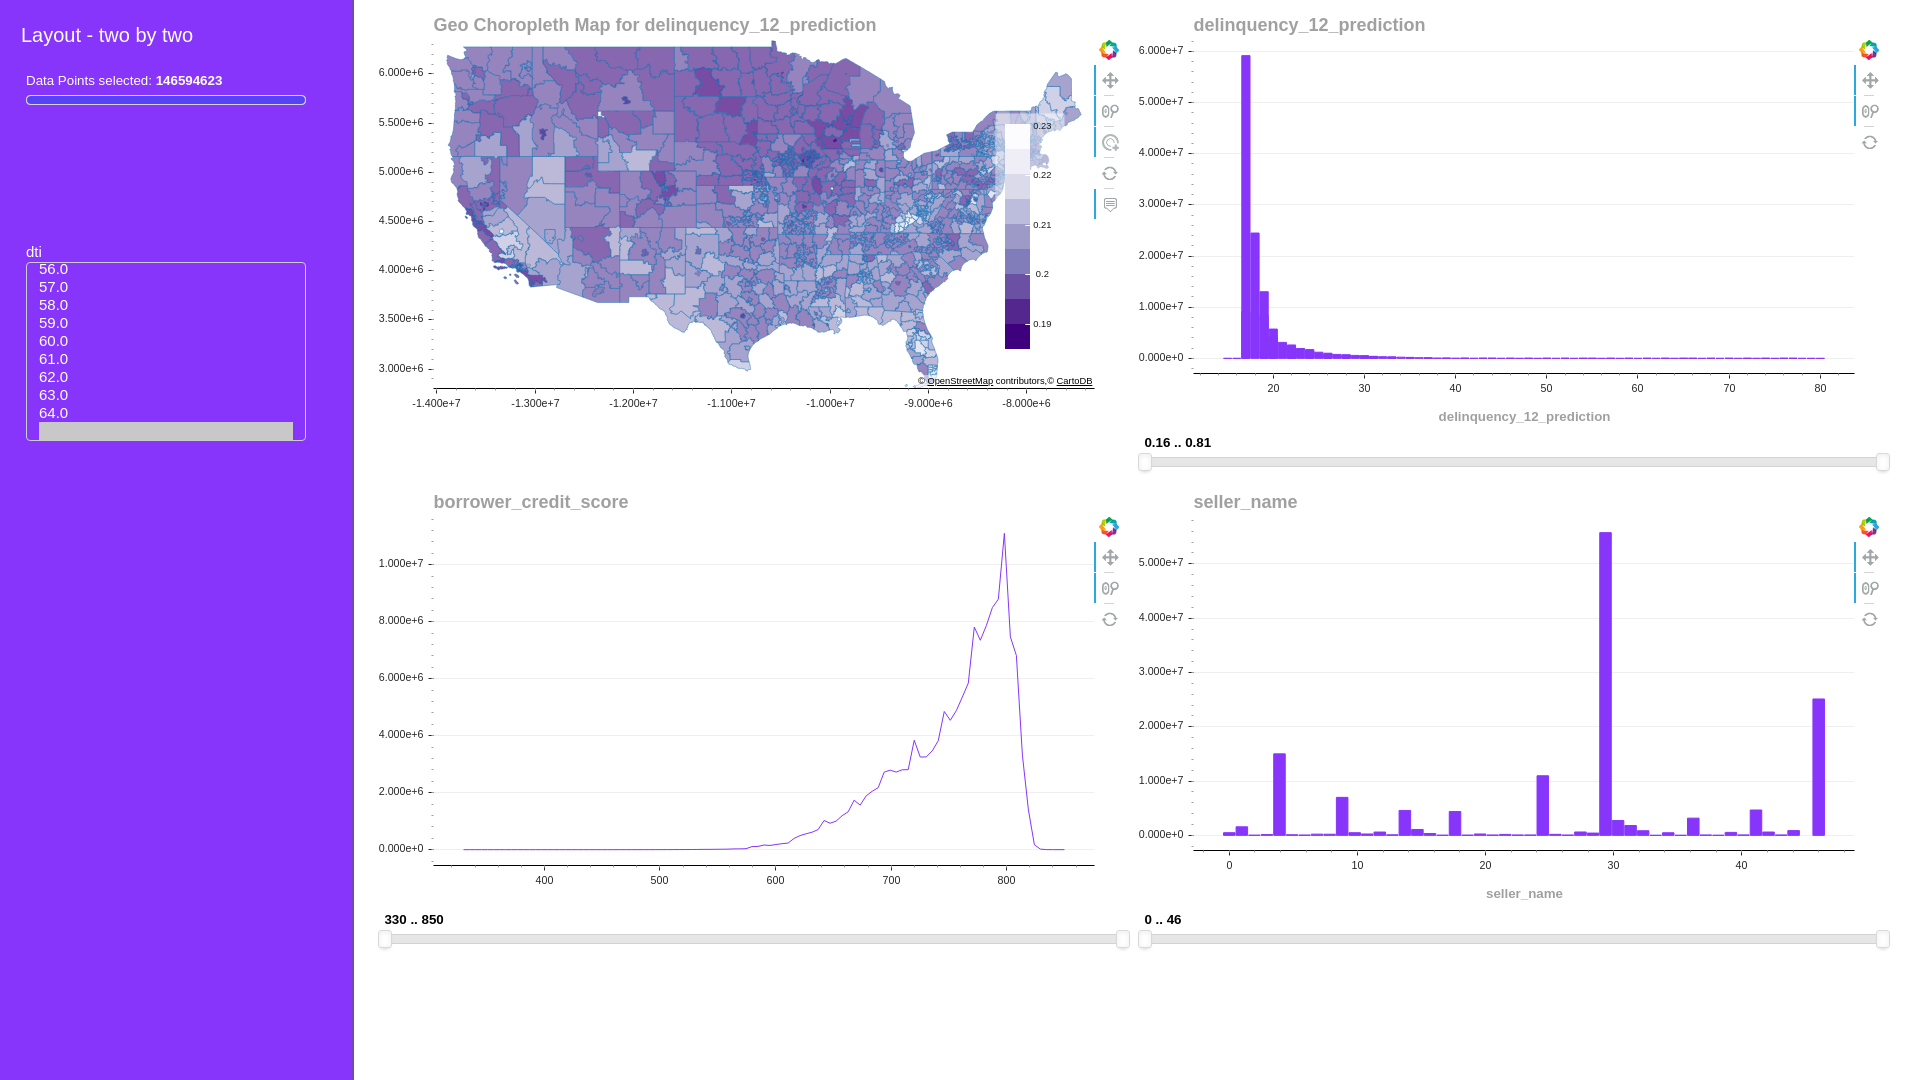 Layout - two by two
Data Points selected: 146594623
dti
56.0
57.0
58.0
59.0
60.0
61.0
62.0
63.0
64.0
Geo Choropleth Map for delinquency_12_prediction
6.000e+6
5.500e+6
5.000e+6
4.500e+6
4.000e+6
3.500e+6
3.000e+6
0.23
0.22
0.21
0.2
0.19
© OpenStreetMap contributors,© CartoDB
-1.400e+7
-1.300e+7
-1.200e+7
-1.100e+7
-1.000e+7
-9.000e+6
-8.000e+6
delinquency_12_prediction
6.000e+7
5.000e+7
4.000e+7
3.000e+7
2.000e+7
1.000e+7
0.000e+0
20
30
40
50
60
70
80
delinquency_12_prediction
0.16 .. 0.81
borrower_credit_score
1.000e+7
8.000e+6
6.000e+6
4.000e+6
2.000e+6
0.000e+0
400
500
600
700
800
330 .. 850
seller_name
5.000e+7
4.000e+7
3.000e+7
2.000e+7
1.000e+7
0.000e+0
0
10
20
30
40
seller_name
0 .. 46